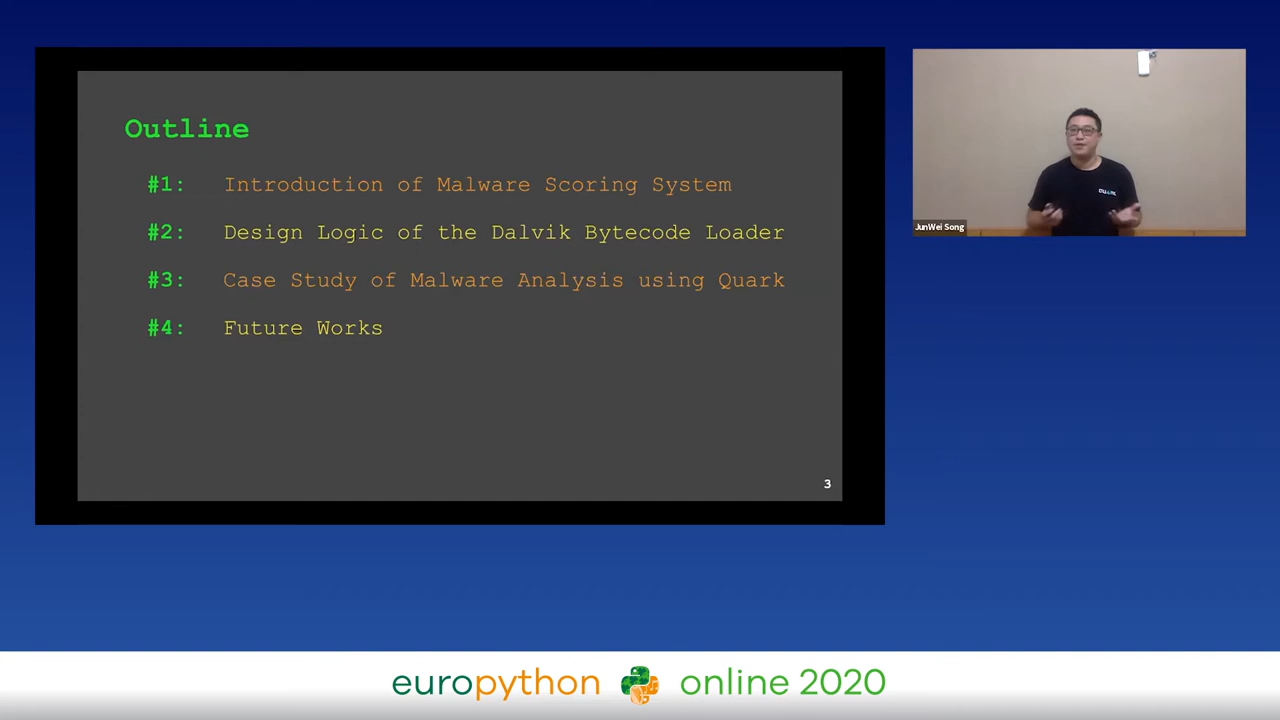 Outline
#1: Introduction of Malware Scoring System
#2: Design Logic of the Dalvik Bytecode Loader
#3: Case Study of Malware Analysis using Quark
#4: Future Works
3
JunWei Song
europython online 2020